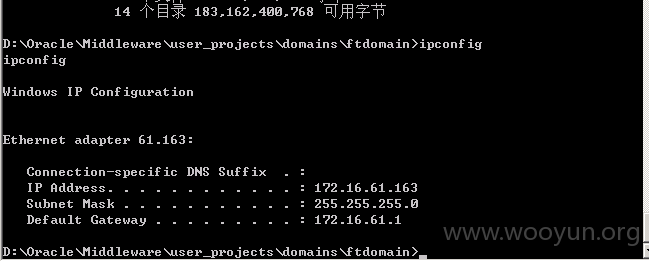 14 个目录 183,162,400,768 可用字节
D:\Oracle\Middleware\user_projects\domains\ftdomain>ipconfig
ipconfig
Windows IP Configuration
Ethernet adapter 61.163:
Connection-specific DNS Suffix . :
IP Address. . . . . . . . . . . . : 172.16.61.163
Subnet Mask . . . . . . . . . . . : 255.255.255.0
Default Gateway . . . . . . . . . : 172.16.61.1
D:\Oracle\Middleware\user_projects\domains\ftdomain>
www.wooyun.org